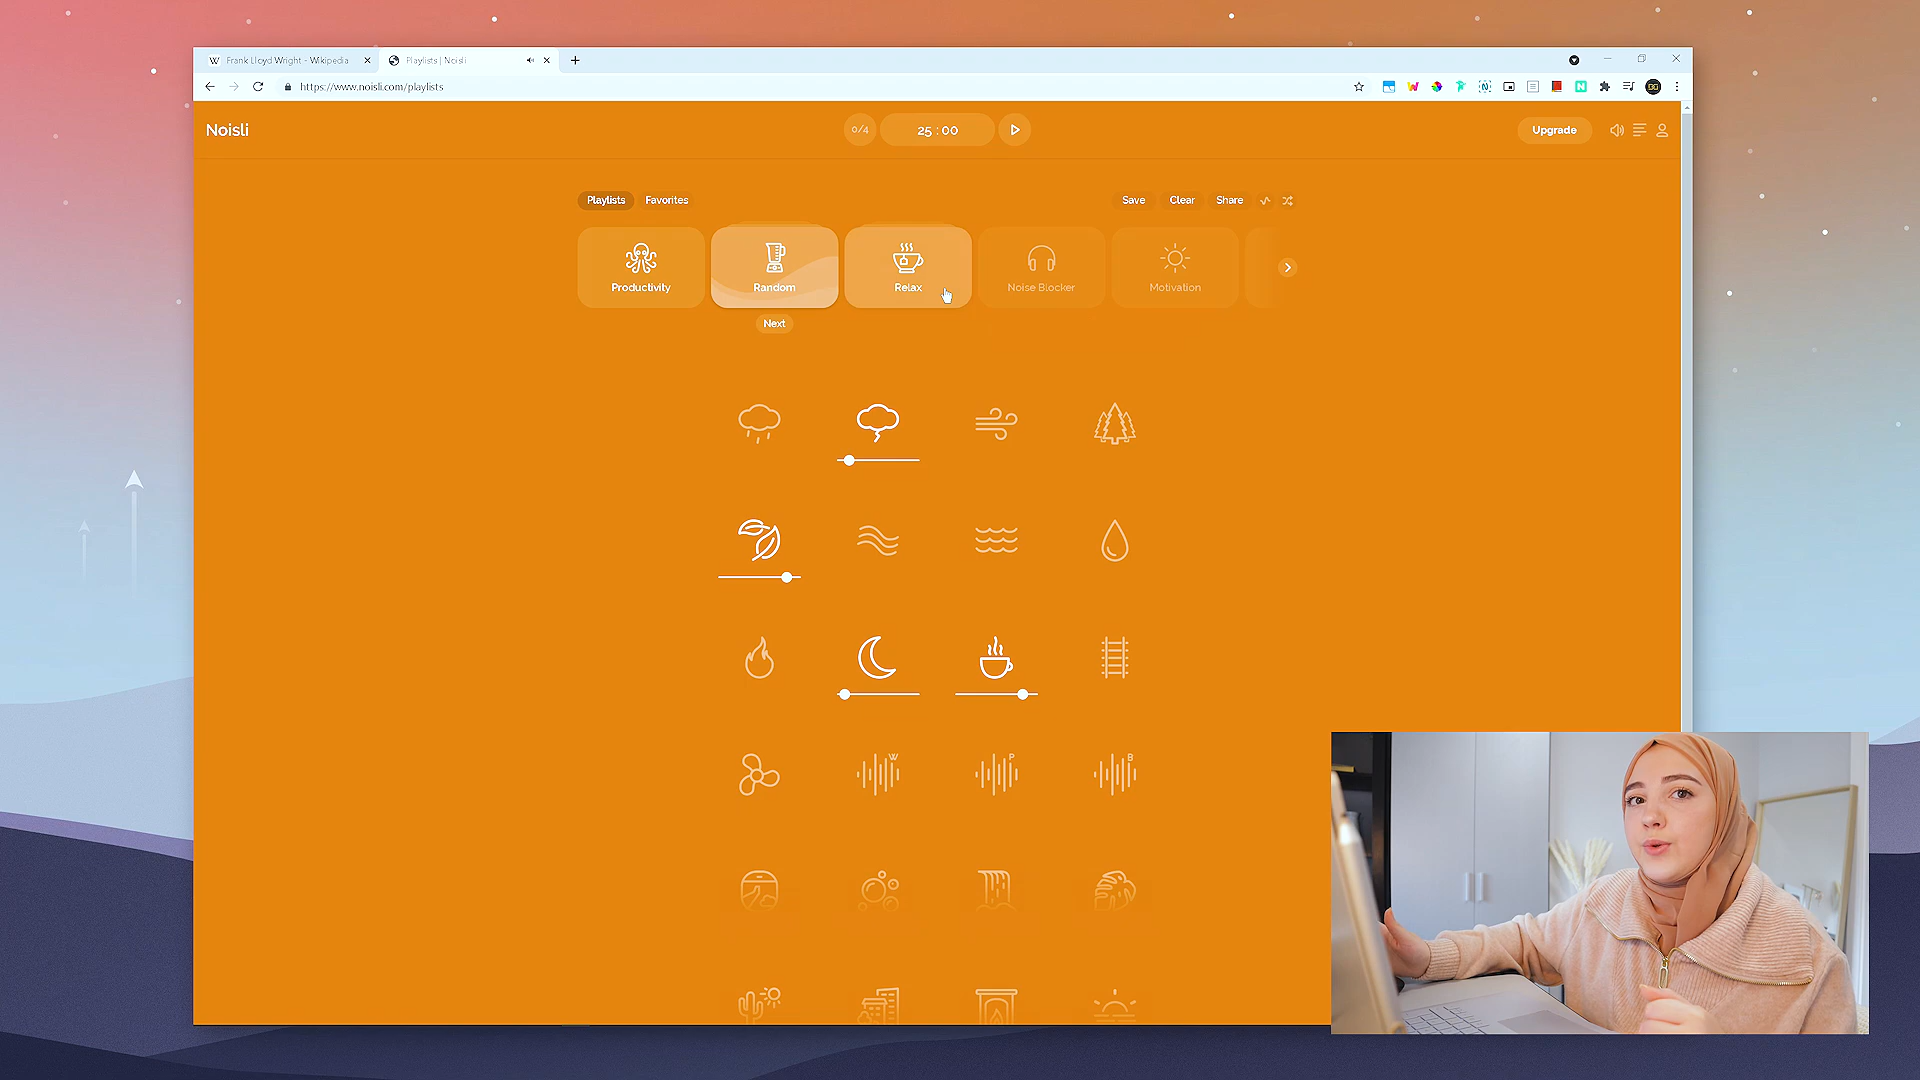 Frank Lloyd Wright - Wikipedia
Playlists | Noisli
https://www.noisli.com/playlists
Noisli
0/4
25 : 00
Upgrade
Playlists
Favorites
Save
Clear
Share
Productivity
Random
Relax
Noise Blocker
Motivation
Next
W
P
B